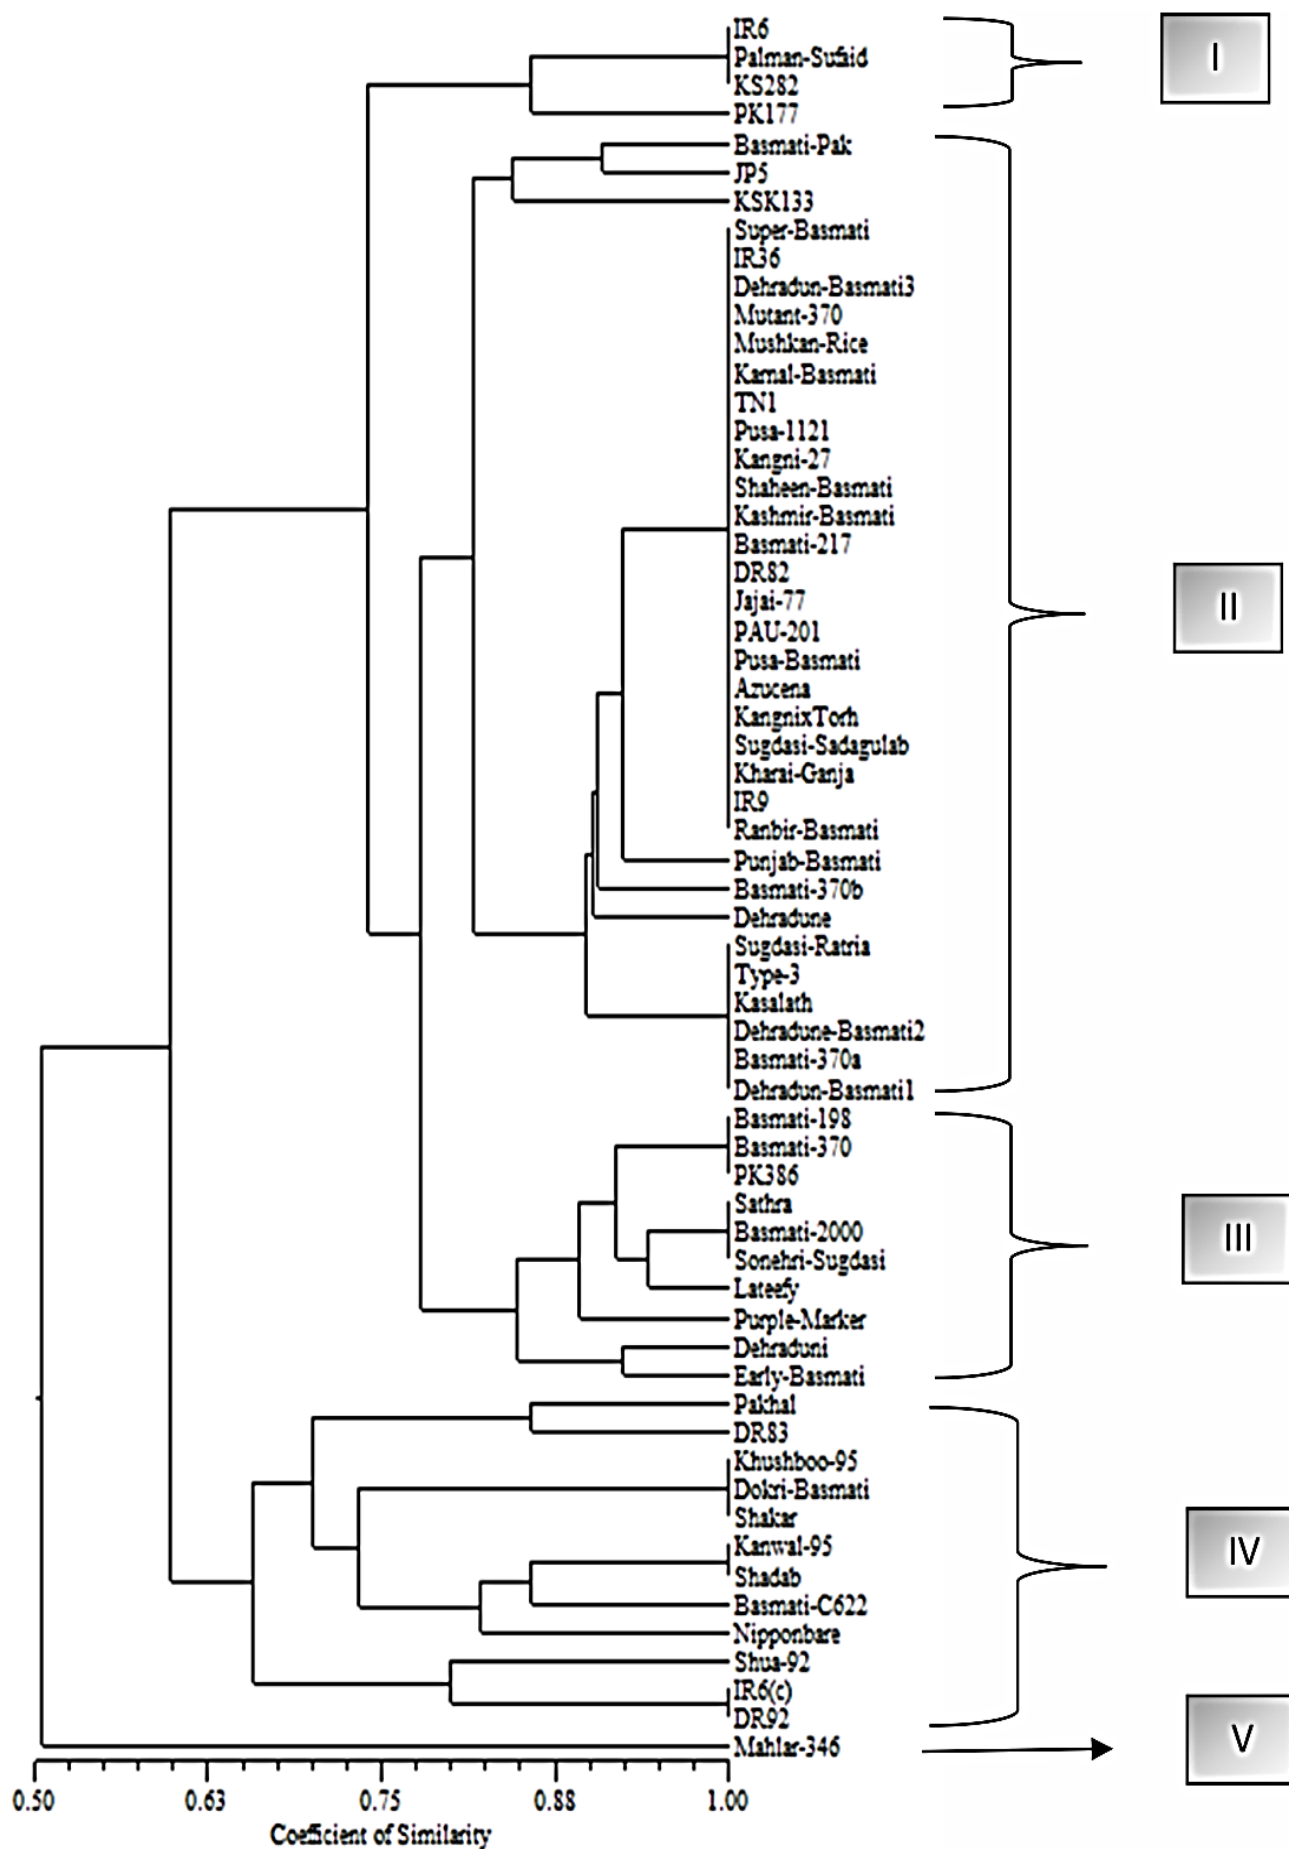 IR6
Palman-Sufaid
KS282
PK177
I
Basmati-Pak
JP5
KSK133
Super-Basmati
IR36
Dehradun-Basmati3
Mutant-370
Mushkan-Rice
Karnal-Basmati
TN1
Pusa-1121
Kangni-27
Shaheen-Basmati
Kashmir-Basmati
Basmati-217
DR82
Jajai-77
PAU-201
Pusa-Basmati
Azucena
KangnixTorh
Sugdasi-Sadagulab
Kharai-Ganja
IR9
Ranbir-Basmati
Punjab-Basmati
Basmati-370b
Dehradune
Sugdasi-Ratria
Type-3
Kasalath
Dehradune-Basmati2
Basmati-370a
Dehradun-Basmati1
II
Basmati-198
Basmati-370
PK386
Sathra
Basmati-2000
Sonehri-Sugdasi
Lateefy
Purple-Marker
Dehraduni
Early-Basmati
III
Pakhal
DR83
Khushboo-95
Dokri-Basmati
Shakar
Kanwal-95
Shadab
Basmati-C622
Nipponbare
Shua-92
IR6(c)
DR92
IV
Mahlar-346
V
0.50 0.63 0.75 0.88 1.00
Coefficient of Similarity